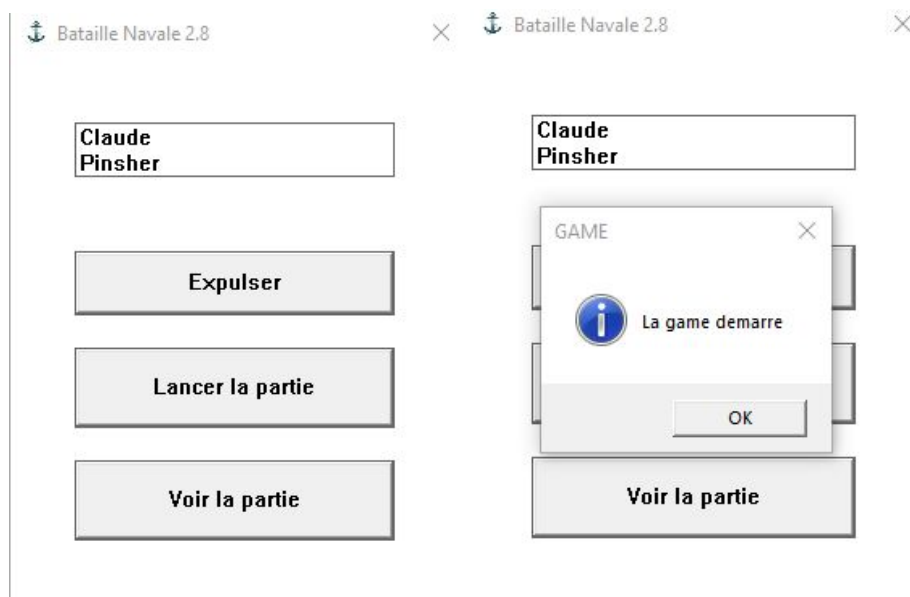 Bataille Navale 2.8
Claude
Pinsher
Expulser
Lancer la partie
Voir la partie
Bataille Navale 2.8
Claude
Pinsher
GAME
La game demarre
OK
Voir la partie